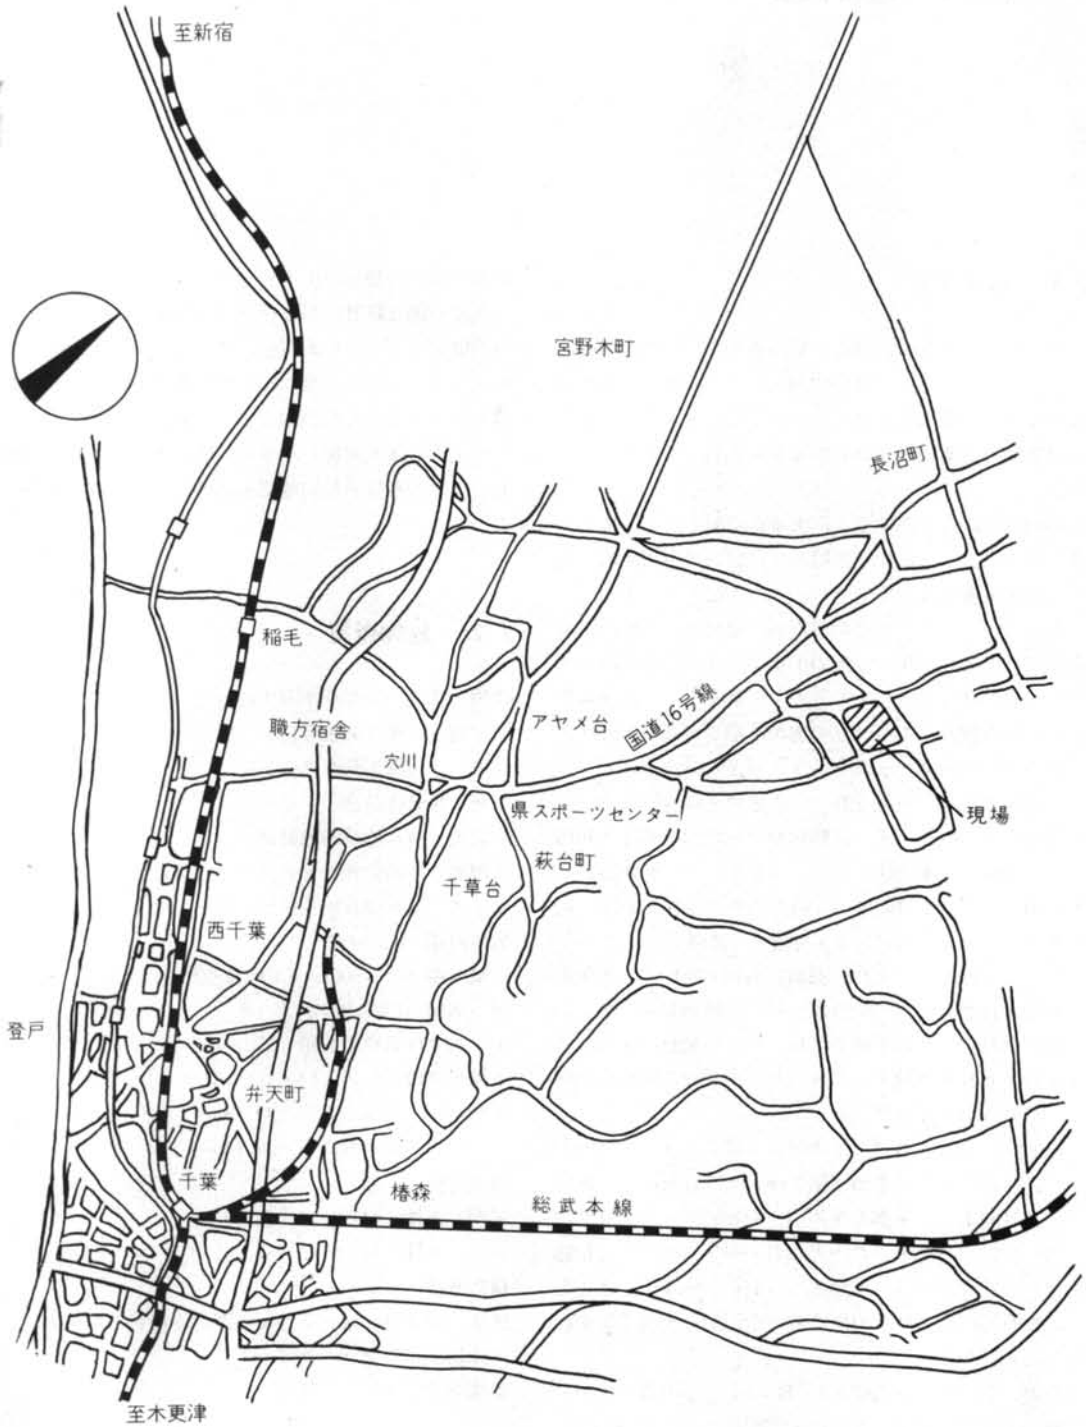 至新宿
宮野木町
長沼町
稲毛
職方宿舎
アヤメ台
国道16号線
穴川
県スポーツセンター
現場
萩台町
千草台
西千葉
登戸
弁天町
千葉
椿森
総武本線
至木更津